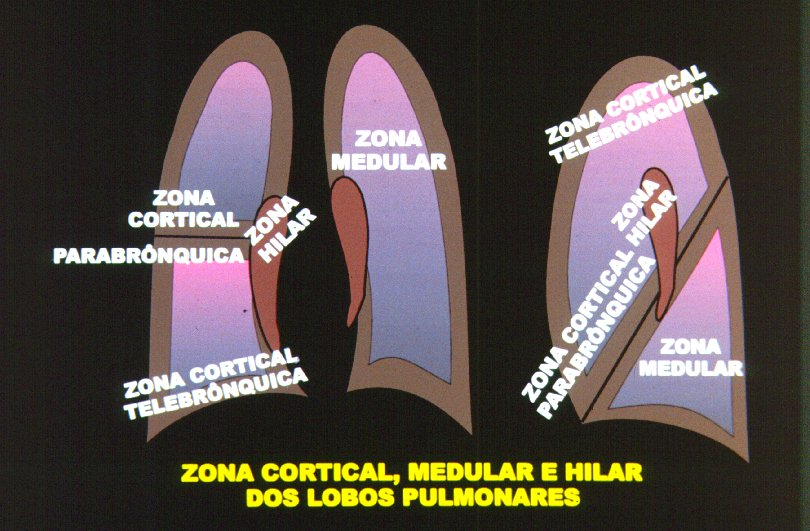 ZONA
CORTICAL
PARABRÔNQUICA
ZONA CORTICAL
TELEBRÔNQUICA
ZONA
HILAR
ZONA
MEDULAR
ZONA CORTICAL
TELEBRÔNQUICA
ZONA
HILAR
ZONA CORTICAL
PARABRÔNQUICA
ZONA
MEDULAR
ZONA CORTICAL, MEDULAR E HILAR
DOS LOBOS PULMONARES